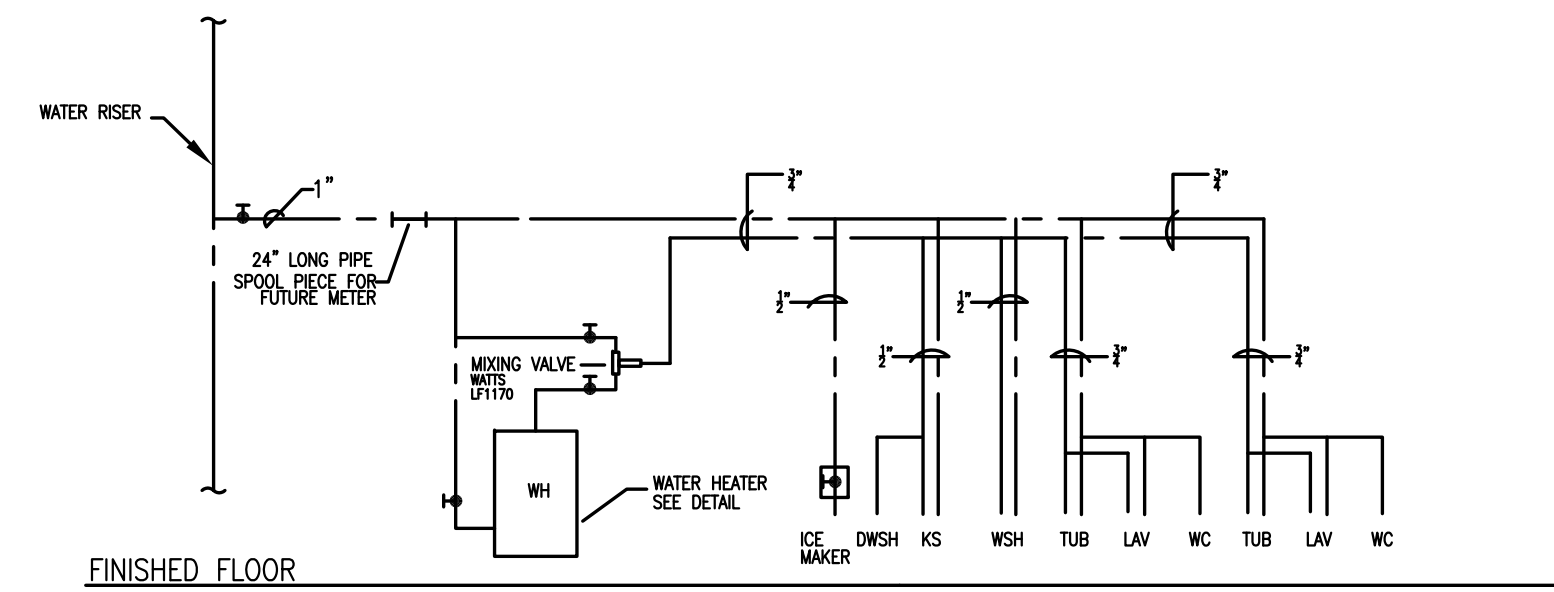 WATER RISER
1"
3/4"
3/4"
24" LONG PIPE
SPOOL PIECE FOR
FUTURE METER
1/2"
1/2"
MIXING VALVE
WATTS
LF1170
1/2"
3/4"
3/4"
WH
WATER HEATER
SEE DETAIL
ICE
MAKER
DWSH
KS
WSH
TUB
LAV
WC
TUB
LAV
WC
FINISHED FLOOR